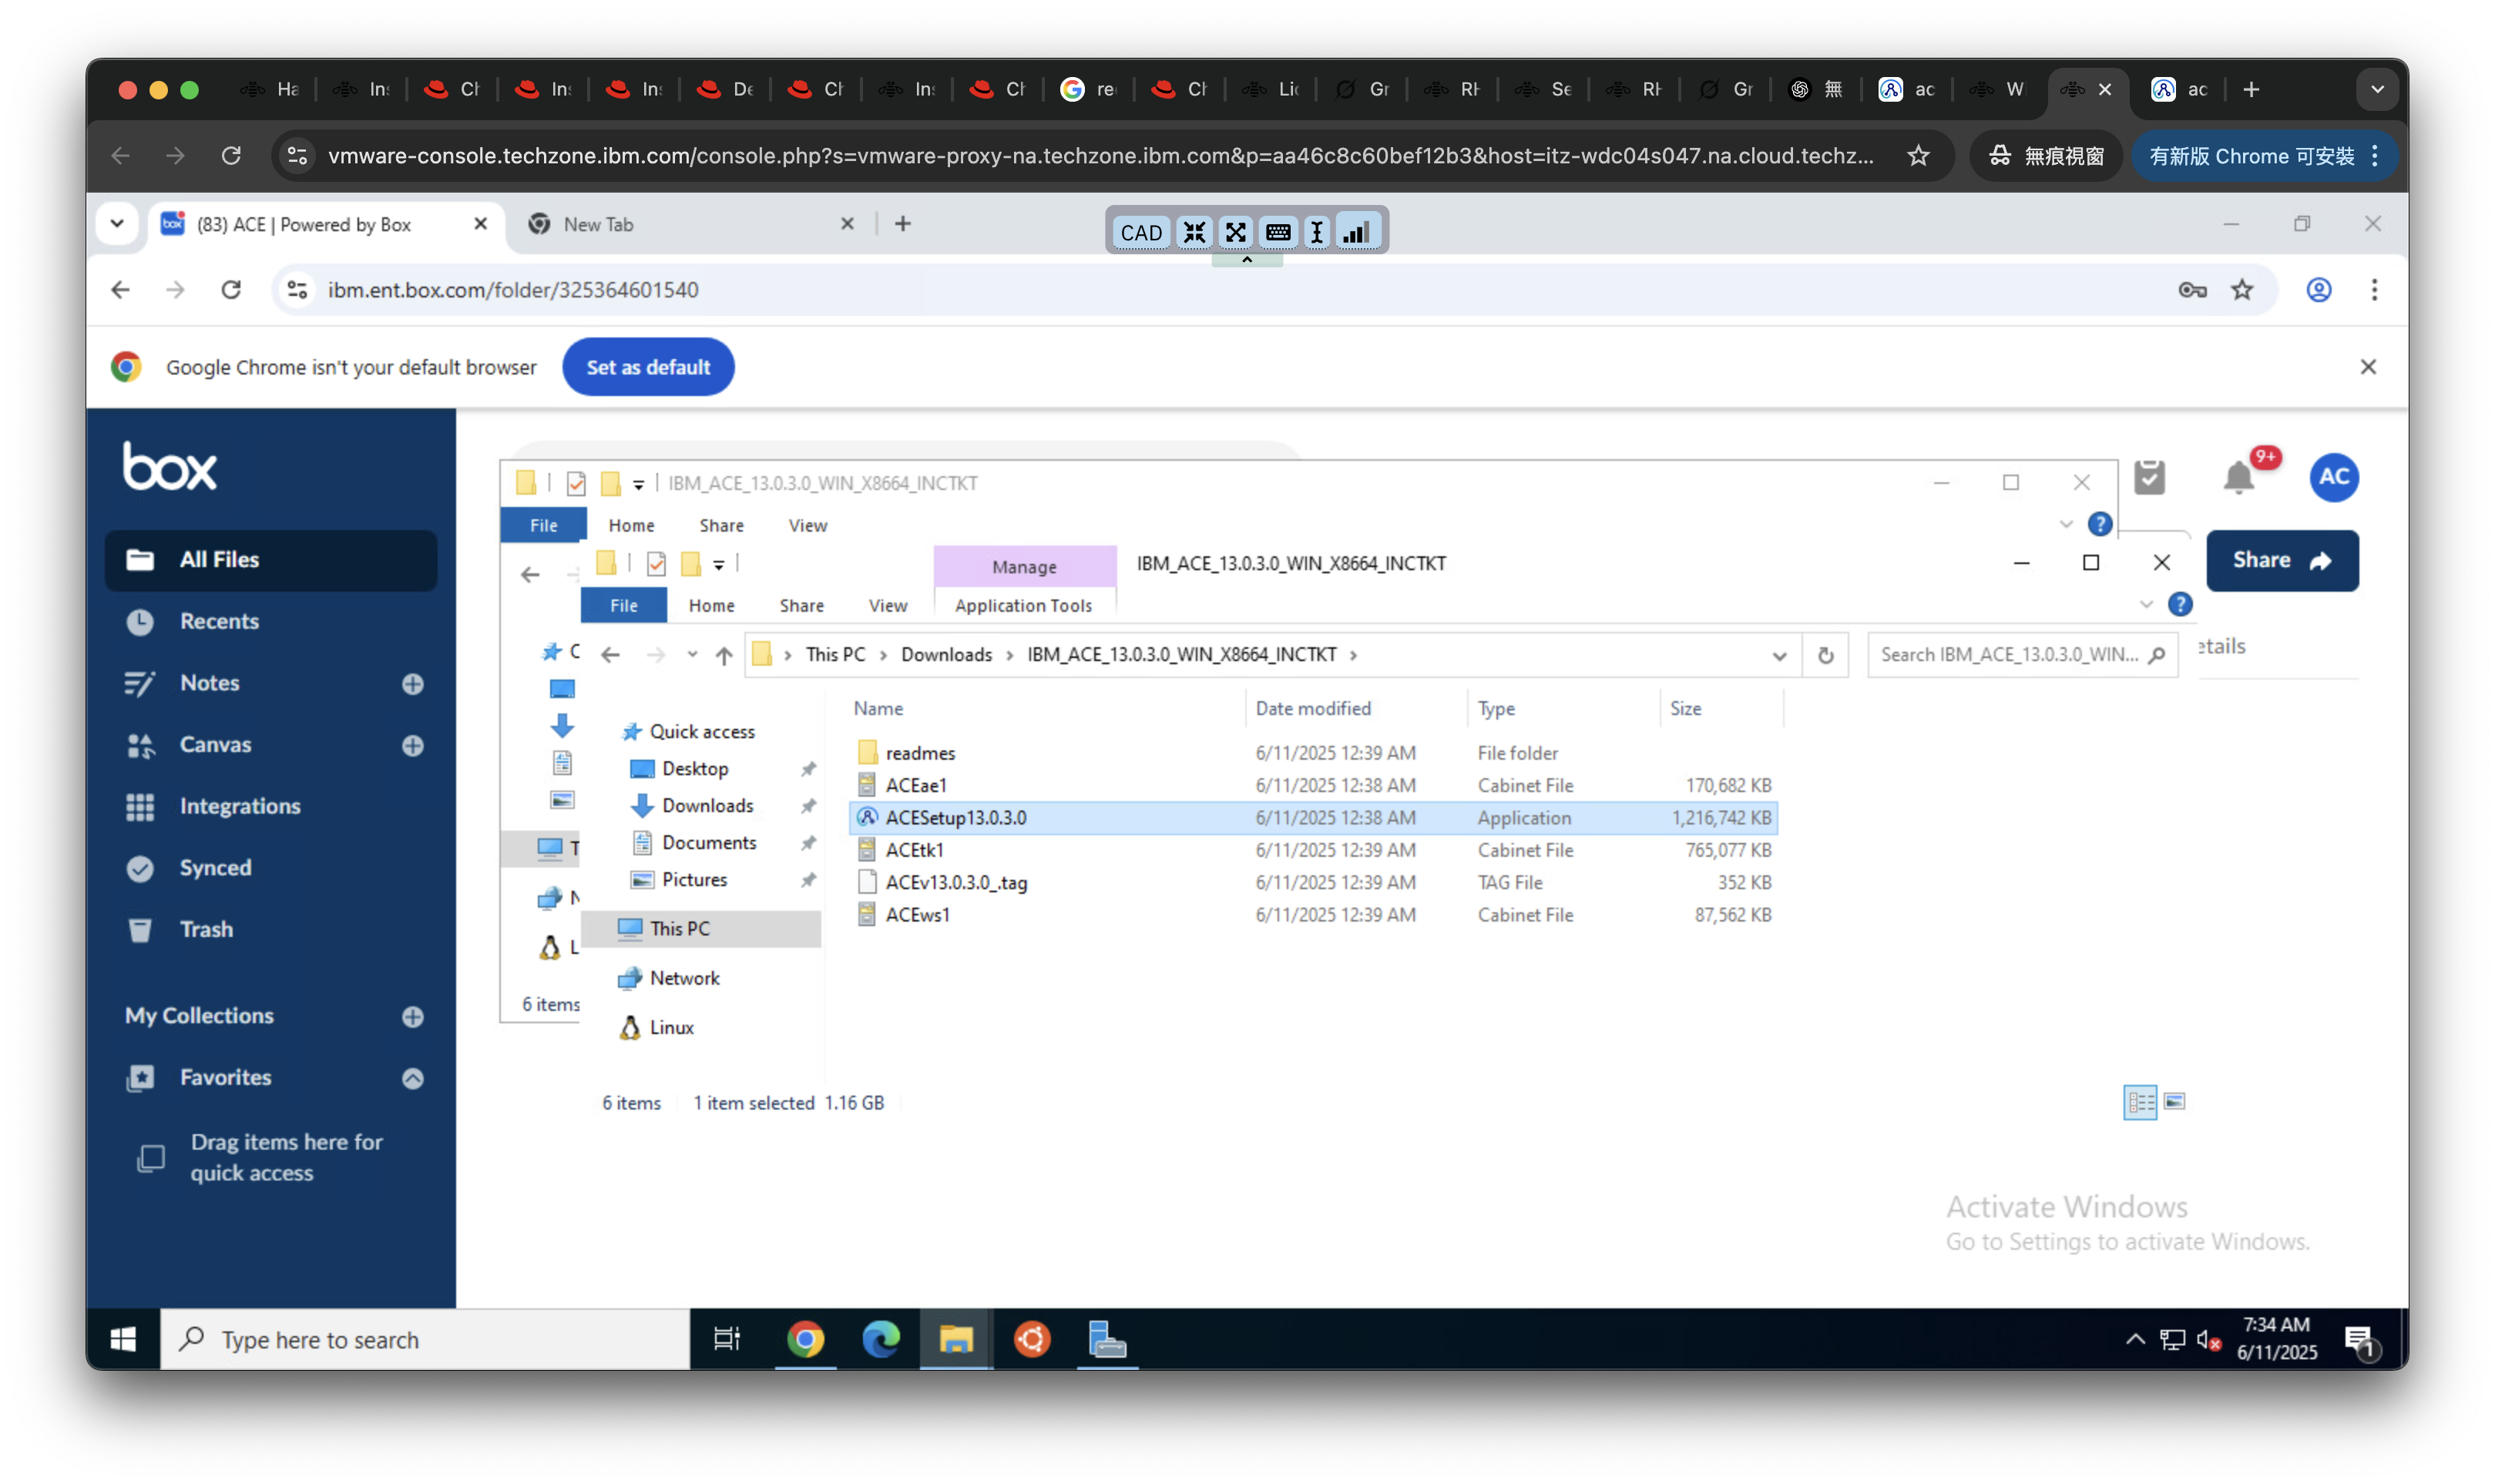 Ha
In
Ch
In
In
De
Ch
In
Ch
re
Ch
Lic
Gr
RH
Se
RH
Gr
無
ac
W
ac
vmware-console.techzone.ibm.com/console.php?s=vmware-proxy-na.techzone.ibm.com&p=aa46c8c60bef12b3&host=itz-wdc04s047.na.cloud.techz...
無痕視窗
有新版 Chrome 可安裝
box
(83) ACE | Powered by Box
New Tab
CAD
ibm.ent.box.com/folder/325364601540
Google Chrome isn't your default browser
Set as default
box
All Files
Recents
Notes
Canvas
Integrations
Synced
Trash
My Collections
Favorites
Drag items here for
quick access
9+
AC
Share
etails
IBM_ACE_13.0.3.0_WIN_X8664_INCTKT
File Home Share View
6 items
Manage
IBM_ACE_13.0.3.0_WIN_X8664_INCTKT
File Home Share View Application Tools
This PC > Downloads > IBM_ACE_13.0.3.0_WIN_X8664_INCTKT >
Search IBM_ACE_13.0.3.0_WIN...
Quick access
Desktop
Downloads
Documents
Pictures
This PC
Network
Linux
Name Date modified Type Size
readmes 6/11/2025 12:39 AM File folder
ACEae1 6/11/2025 12:38 AM Cabinet File 170,682 KB
ACESetup13.0.3.0 6/11/2025 12:38 AM Application 1,216,742 KB
ACEtk1 6/11/2025 12:39 AM Cabinet File 765,077 KB
ACEv13.0.3.0_.tag 6/11/2025 12:39 AM TAG File 352 KB
ACEws1 6/11/2025 12:39 AM Cabinet File 87,562 KB
6 items 1 item selected 1.16 GB
Activate Windows
Go to Settings to activate Windows.
Type here to search
7:34 AM
6/11/2025
1